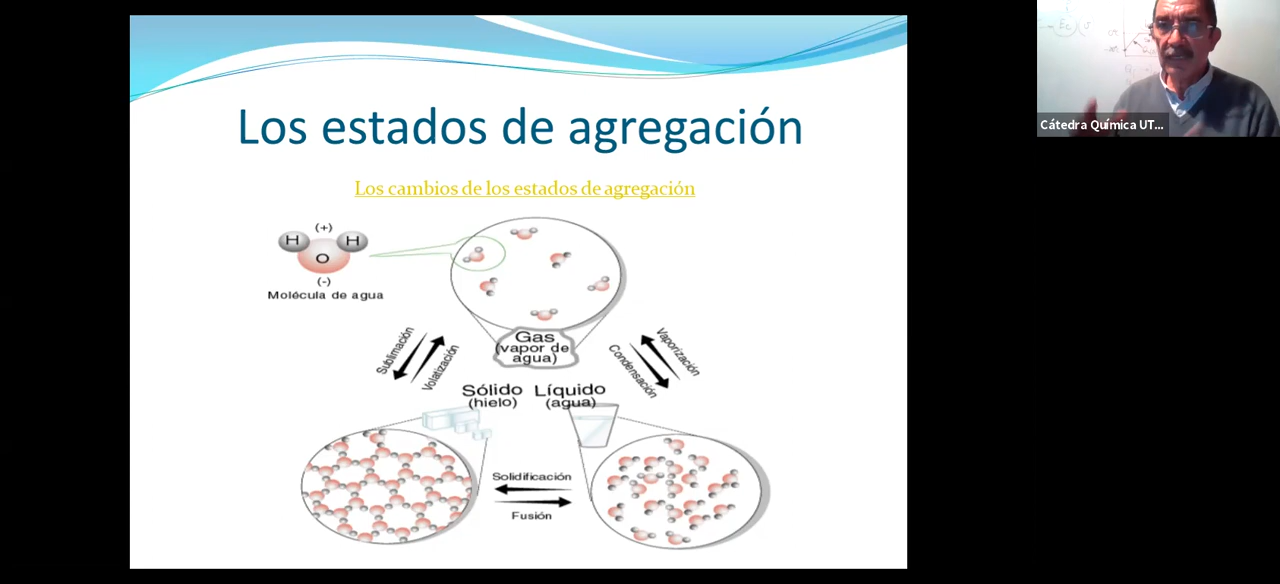 Los estados de agregación
Los cambios de los estados de agregación
(+)
H
H
O
(-)
Molécula de agua
Gas
(vapor de
agua)
Sublimación
Volatización
Vaporización
Condensación
Sólido
(hielo)
Líquido
(agua)
Solidificación
Fusión
Cátedra Química UT...